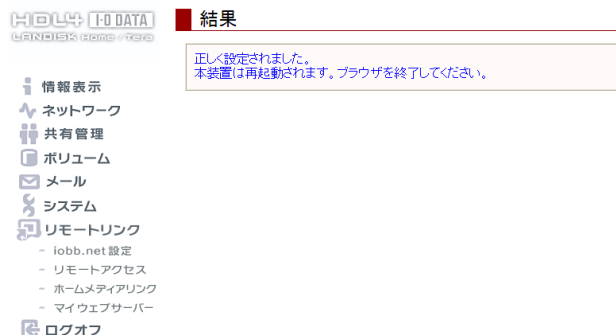 HDL4 I·O DATA
LANDISK Home / Tera
結果
正しく設定されました。
本装置は再起動されます。ブラウザを終了してください。
情報表示
ネットワーク
共有管理
ボリューム
メール
システム
リモートリンク
- iobb.net 設定
- リモートアクセス
- ホームメディアリンク
- マイウェブサーバー
ログオフ